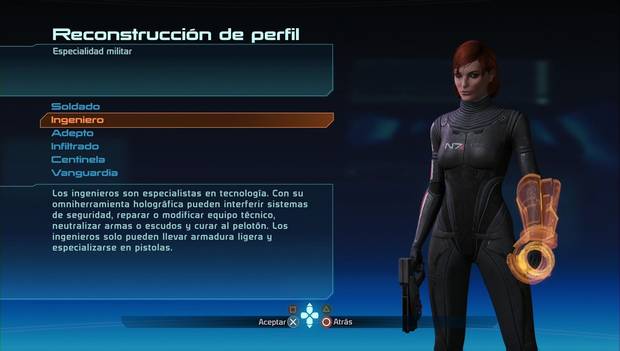 Reconstrucción de perfil
Especialidad militar
Soldado
Ingeniero
Adepto
Infiltrado
Centinela
Vanguardia
Los ingenieros son especialistas en tecnología. Con su
omniherramienta holográfica pueden interferir sistemas
de seguridad, reparar o modificar equipo técnico,
neutralizar armas o escudos y curar al pelotón. Los
ingenieros solo pueden llevar armadura ligera y
especializarse en pistolas.
N7
Aceptar Atrás